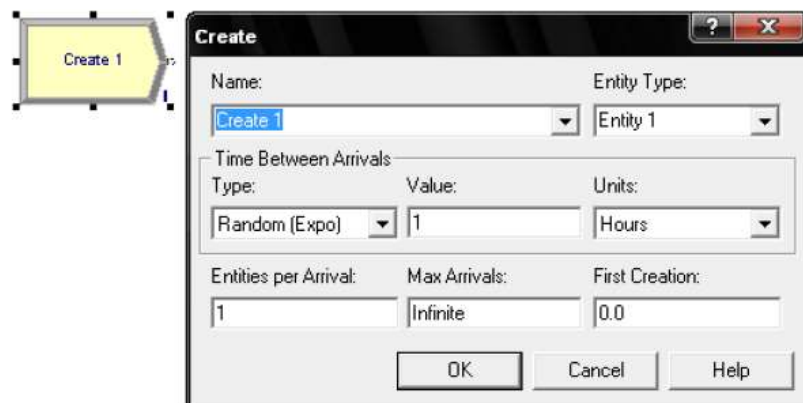 Create 1
Create
Name:
Entity Type:
Create 1
Entity 1
Time Between Arrivals
Type:
Value:
Units:
Random (Expo)
1
Hours
Entities per Arrival:
Max Arrivals:
First Creation:
1
Infinite
0.0
OK
Cancel
Help